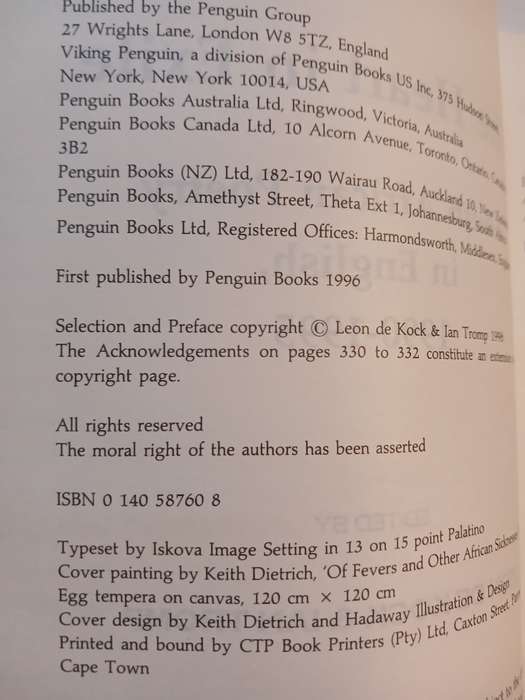 Published by the Penguin Group
27 Wrights Lane, London W8 5TZ, England
Viking Penguin, a division of Penguin Books US Inc, 375 Hudson Street,
New York, New York 10014, USA
Penguin Books Australia Ltd, Ringwood, Victoria, Australia
Penguin Books Canada Ltd, 10 Alcorn Avenue, Toronto, Ontario,
3B2
Penguin Books (NZ) Ltd, 182-190 Wairau Road, Auckland 10, New
Penguin Books, Amethyst Street, Theta Ext 1, Johannesburg, South
Penguin Books Ltd, Registered Offices: Harmondsworth, Middlesex,
First published by Penguin Books 1996
Selection and Preface copyright © Leon de Kock & Ian Tromp 1996
The Acknowledgements on pages 330 to 332 constitute an
copyright page.
All rights reserved
The moral right of the authors has been asserted
ISBN 0 140 58760 8
Typeset by Iskova Image Setting in 13 on 15 point Palatino
Cover painting by Keith Dietrich, 'Of Fevers and Other African
Egg tempera on canvas, 120 cm × 120 cm
Cover design by Keith Dietrich and Hadaway Illustration & Design
Printed and bound by CTP Book Printers (Pty) Ltd, Caxton Street,
Cape Town